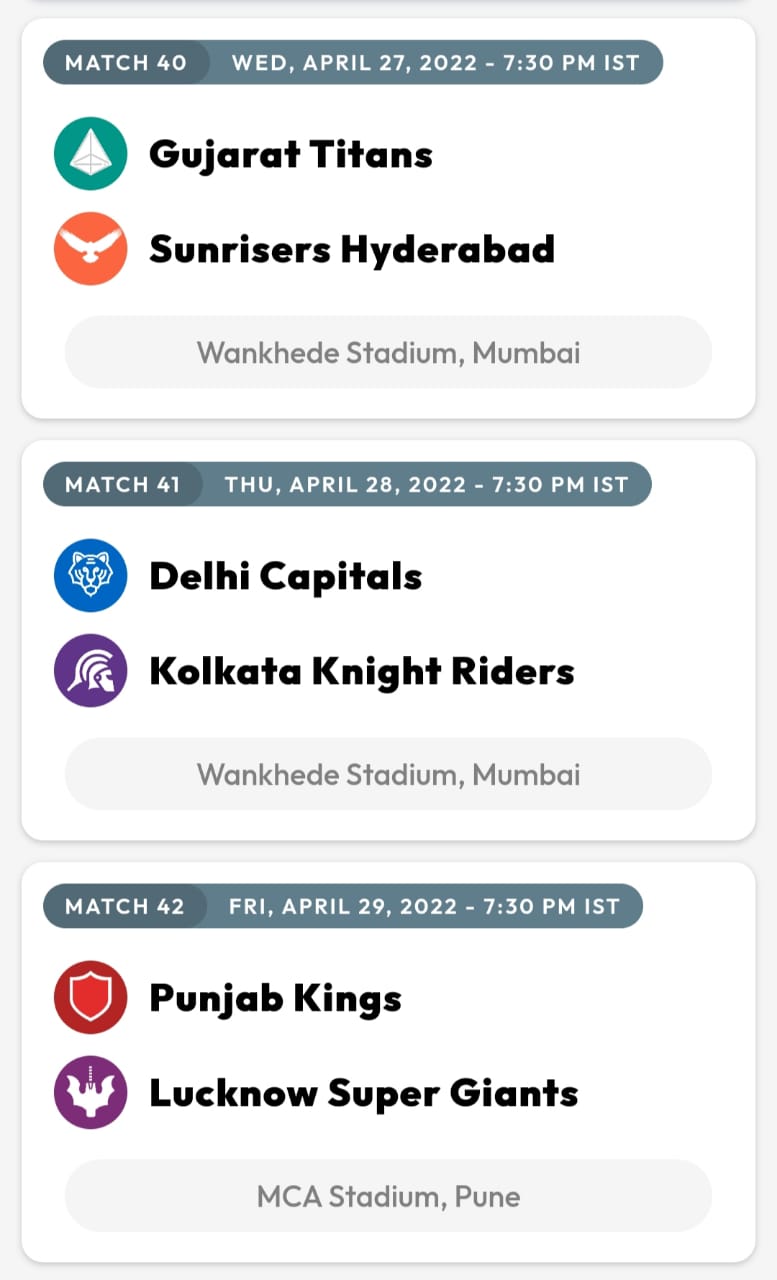 MATCH 40 WED, APRIL 27, 2022 - 7:30 PM IST
Gujarat Titans
Sunrisers Hyderabad
Wankhede Stadium, Mumbai
MATCH 41 THU, APRIL 28, 2022 - 7:30 PM IST
Delhi Capitals
Kolkata Knight Riders
Wankhede Stadium, Mumbai
MATCH 42 FRI, APRIL 29, 2022 - 7:30 PM IST
Punjab Kings
Lucknow Super Giants
MCA Stadium, Pune